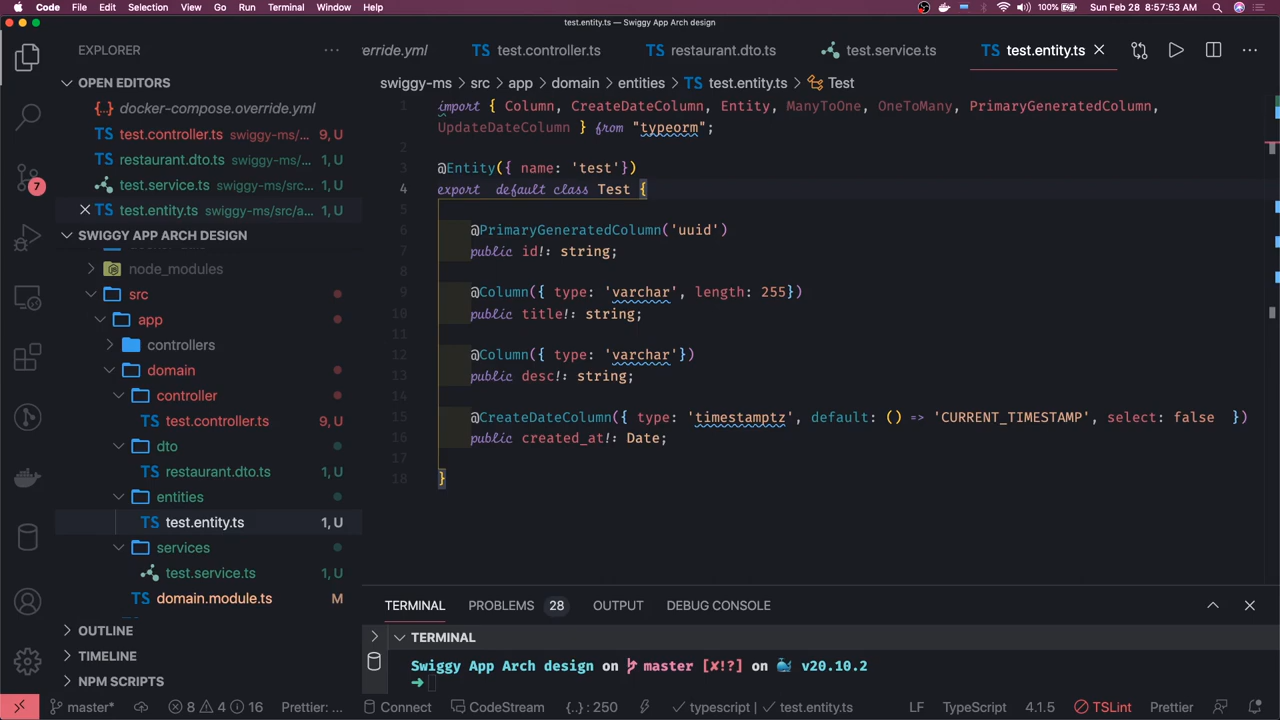 Code File Edit Selection View Go Run Terminal Window Help 100% Sun Feb 28 8:57:53 AM
test.entity.ts — Swiggy App Arch design
EXPLORER
erride.yml test.controller.ts restaurant.dto.ts test.service.ts test.entity.ts
OPEN EDITORS
docker-compose.override.yml
test.controller.ts swiggy-ms/... 9, U
restaurant.dto.ts swiggy-ms/... 1, U
test.service.ts swiggy-ms/src... 1, U
test.entity.ts swiggy-ms/src/a... 1, U
SWIGGY APP ARCH DESIGN
node_modules
src
app
controllers
domain
controller
test.controller.ts 9, U
dto
restaurant.dto.ts 1, U
entities
test.entity.ts 1, U
services
test.service.ts 1, U
domain.module.ts M
OUTLINE
TIMELINE
NPM SCRIPTS
7
swiggy-ms > src > app > domain > entities > TS test.entity.ts > Test
1 import { Column, CreateDateColumn, Entity, ManyToOne, OneToMany, PrimaryGeneratedColumn,
UpdateDateColumn } from "typeorm";
2
3 @Entity({ name: 'test'})
4 export default class Test {
5
6 @PrimaryGeneratedColumn('uuid')
7 public id!: string;
8
9 @Column({ type: 'varchar', length: 255})
10 public title!: string;
11
12 @Column({ type: 'varchar'})
13 public desc!: string;
14
15 @CreateDateColumn({ type: 'timestamptz', default: () => 'CURRENT_TIMESTAMP', select: false })
16 public created_at!: Date;
17
18 }
TERMINAL PROBLEMS 28 OUTPUT DEBUG CONSOLE
TERMINAL
Swiggy App Arch design on master [✘!?] on 🐳 v20.10.2
➜
master* 8 4 16 Prettier: ... Connect CodeStream {..} : 250 typescript | test.entity.ts LF TypeScript 4.1.5 TSLint Prettier